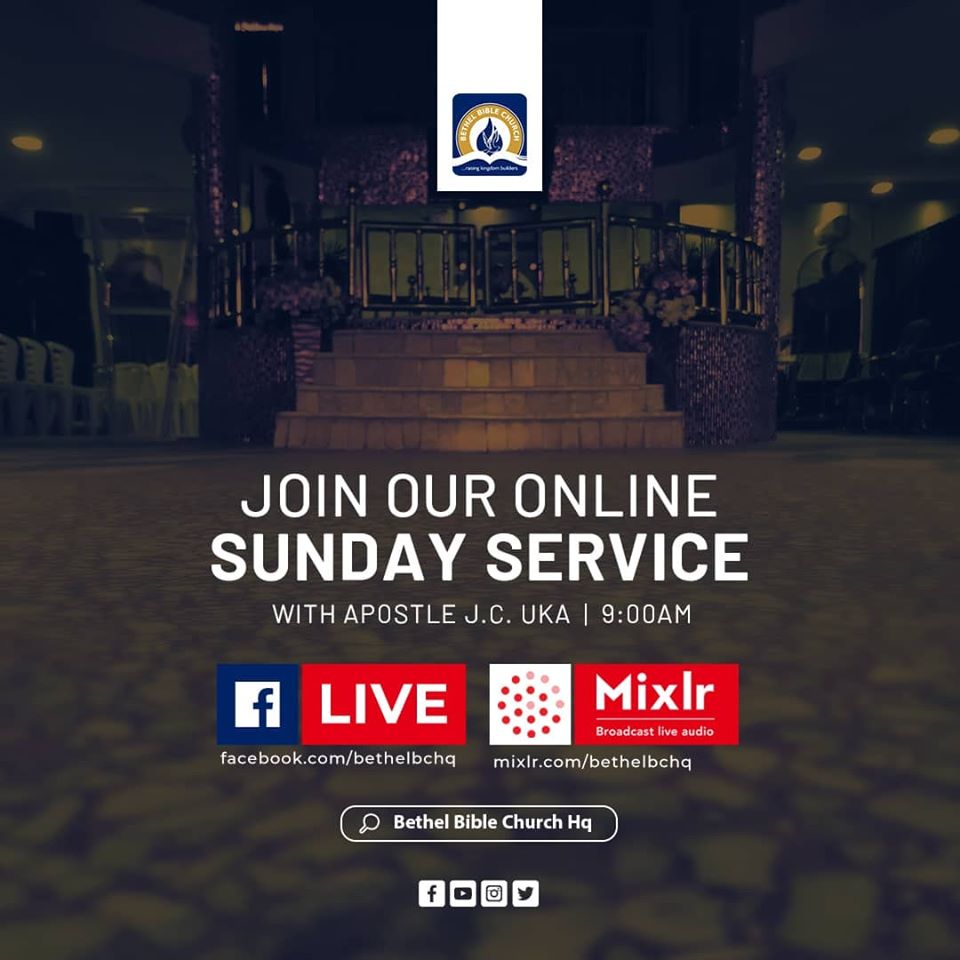 BETHEL BIBLE CHURCH
...raising kingdom builders
JOIN OUR ONLINE
SUNDAY SERVICE
WITH APOSTLE J.C. UKA | 9:00AM
f LIVE
Mixlr
Broadcast live audio
facebook.com/bethelbchq
mixlr.com/bethelbchq
Bethel Bible Church Hq